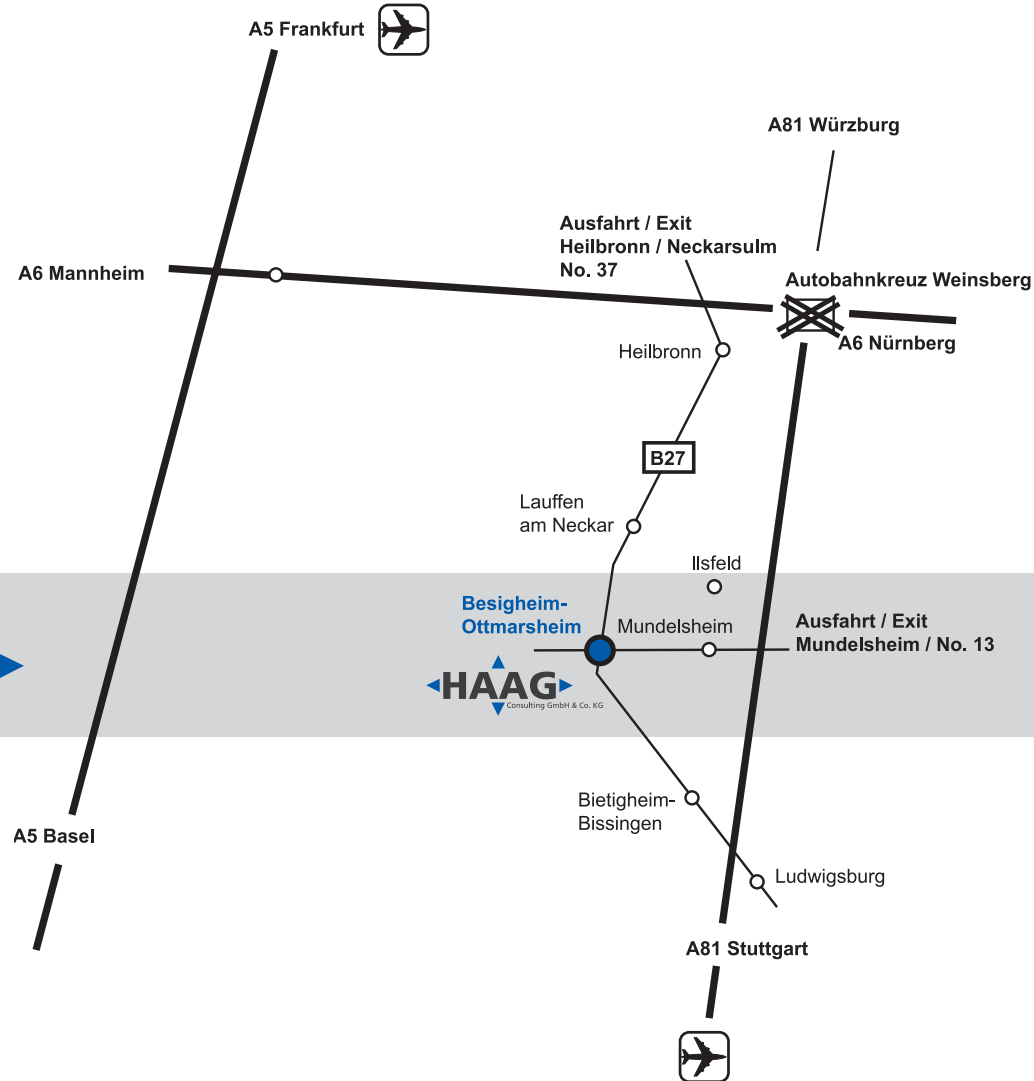 A5 Frankfurt
A81 Würzburg
Ausfahrt / Exit
Heilbronn / Neckarsulm
No. 37
A6 Mannheim
Autobahnkreuz Weinsberg
A6 Nürnberg
Heilbronn
B27
Lauffen
am Neckar
Ilsfeld
Besigheim-
Ottmarsheim
Mundelsheim
Ausfahrt / Exit
Mundelsheim / No. 13
HAAG
Consulting GmbH & Co. KG
Bietigheim-
Bissingen
A5 Basel
Ludwigsburg
A81 Stuttgart